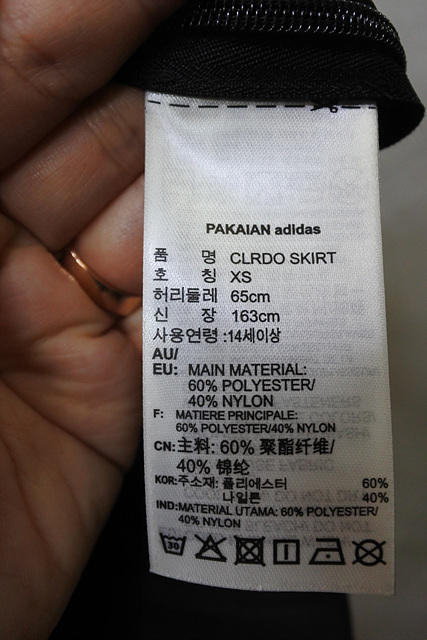 PAKAIAN adidas
품 명 CLRDO SKIRT
호 칭 XS
허리둘레 65cm
신 장 163cm
사용연령 :14세이상
AU/
EU: MAIN MATERIAL:
60% POLYESTER/
40% NYLON
F: MATIERE PRINCIPALE:
60% POLYESTER/40% NYLON
CN: 主料: 60% 聚酯纤维/
40% 锦纶
KOR: 주소재: 폴리에스터 60%
나일론 40%
IND:MATERIAL UTAMA: 60% POLYESTER/
40% NYLON
30